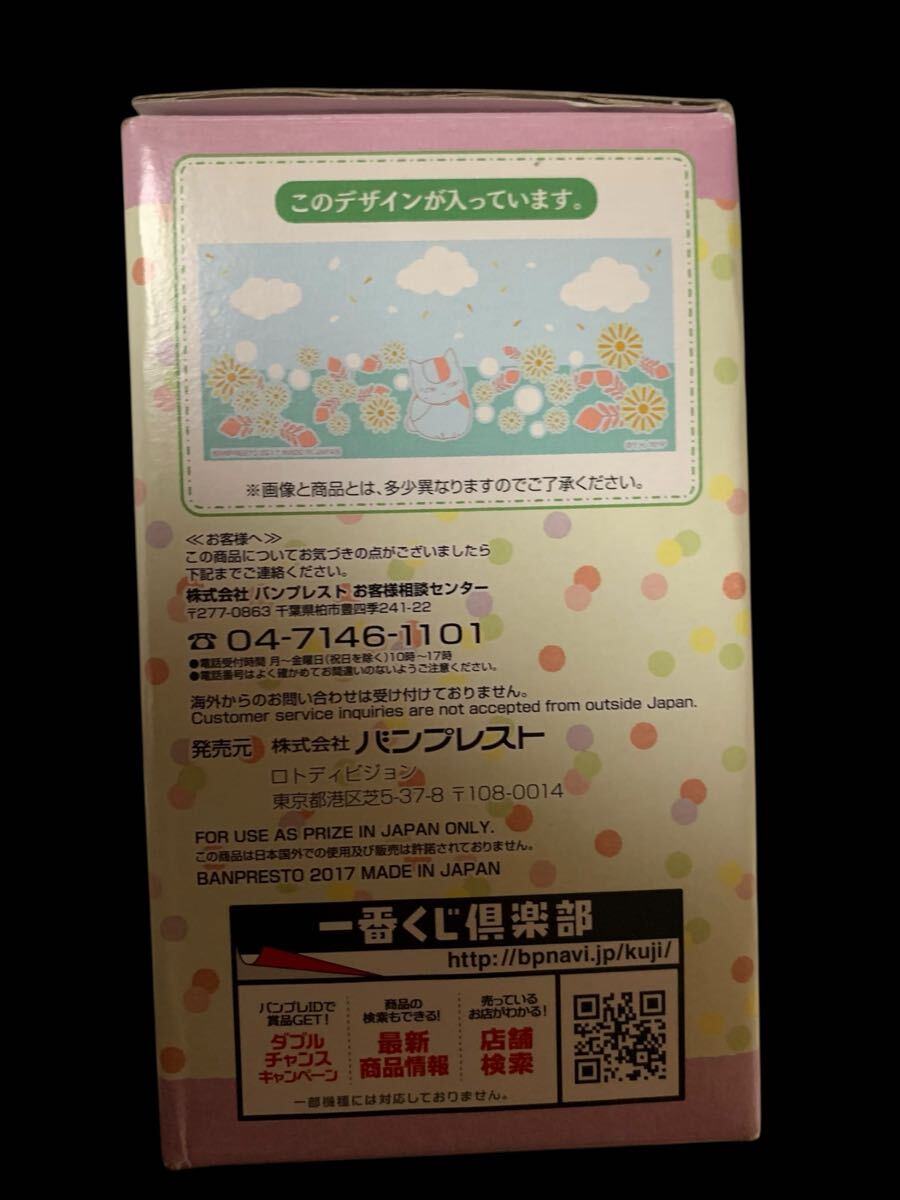 このデザインが入っています。
BANPRESTO 2017 MADE IN JAPAN
※画像と商品とは、多少異なりますのでご了承ください。
≪お客様へ≫
この商品についてお気づきの点がございましたら
下記までご連絡ください。
株式会社 バンプレスト お客様相談センター
〒277-0863 千葉県柏市豊四季241-22
☎ 04-7146-1101
●電話受付時間 月～金曜日(祝日を除く)10時～17時
●電話番号はよく確かめてお間違いのないようご注意ください。
海外からのお問い合わせは受け付けておりません。
Customer service inquiries are not accepted from outside Japan.
発売元 株式会社 バンプレスト
ロトディビジョン
東京都港区芝5-37-8 〒108-0014
FOR USE AS PRIZE IN JAPAN ONLY.
この商品は日本国外での使用及び販売は許諾されておりません。
BANPRESTO 2017 MADE IN JAPAN
一番くじ倶楽部
http://bpnavi.jp/kuji/
バンプレIDで
賞品GET!
ダブル
チャンス
キャンペーン
商品の
検索もできる!
最新
商品情報
売っている
お店がわかる!
店舗
検索
一部機種には対応しておりません。